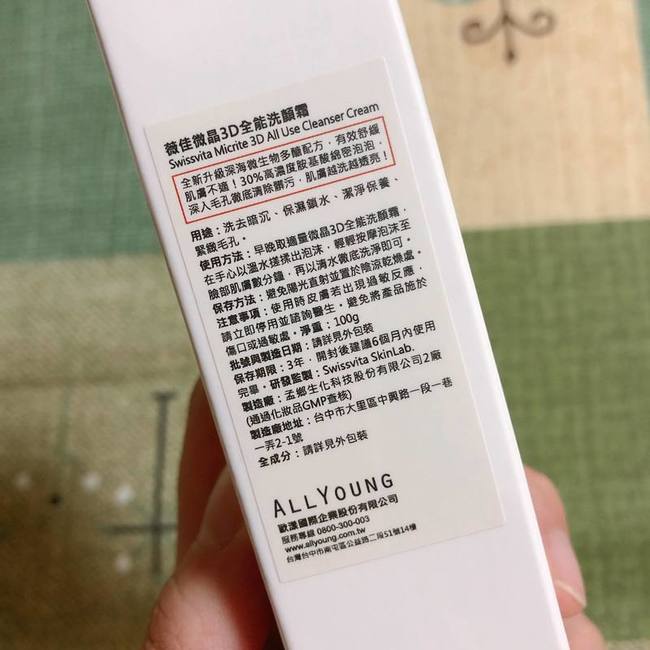 薇佳微晶3D全能洗顏霜
Swissvita Micrite 3D All Use Cleanser Cream
全新升級深海微生物多醣配方，有效舒緩
肌膚不適！30%高濃度胺基酸綿密泡泡，
深入毛孔徹底清除髒污，肌膚越洗越透亮！
用途：洗去暗沉、保濕鎖水、潔淨保養、
緊緻毛孔。
使用方法：早晚取適量微晶3D全能洗顏霜，
在手心以溫水搓揉出泡沫，輕輕按摩泡沫至
臉部肌膚數分鐘，再以清水徹底洗淨即可。
保存方法：避免陽光直射並置於陰涼乾燥處。
注意事項：使用時皮膚若出現過敏反應，
請立即停用並諮詢醫生。避免將產品施於
傷口或過敏處。淨重：100g
批號與製造日期：請詳見外包裝
保存期限：3年，開封後建議6個月內使用
完畢。研發監製：Swissvita SkinLab.
製造廠：孟鄉生化科技股份有限公司2廠
(通過化妝品GMP查核)
製造廠地址：台中市大里區中興路一段一巷
一弄2-1號
全成分：請詳見外包裝
ALLYOUNG
歐漾國際企業股份有限公司
服務專線 0800-300-003
www.allyoung.com.tw
台灣台中市南屯區公益路二段51號14樓